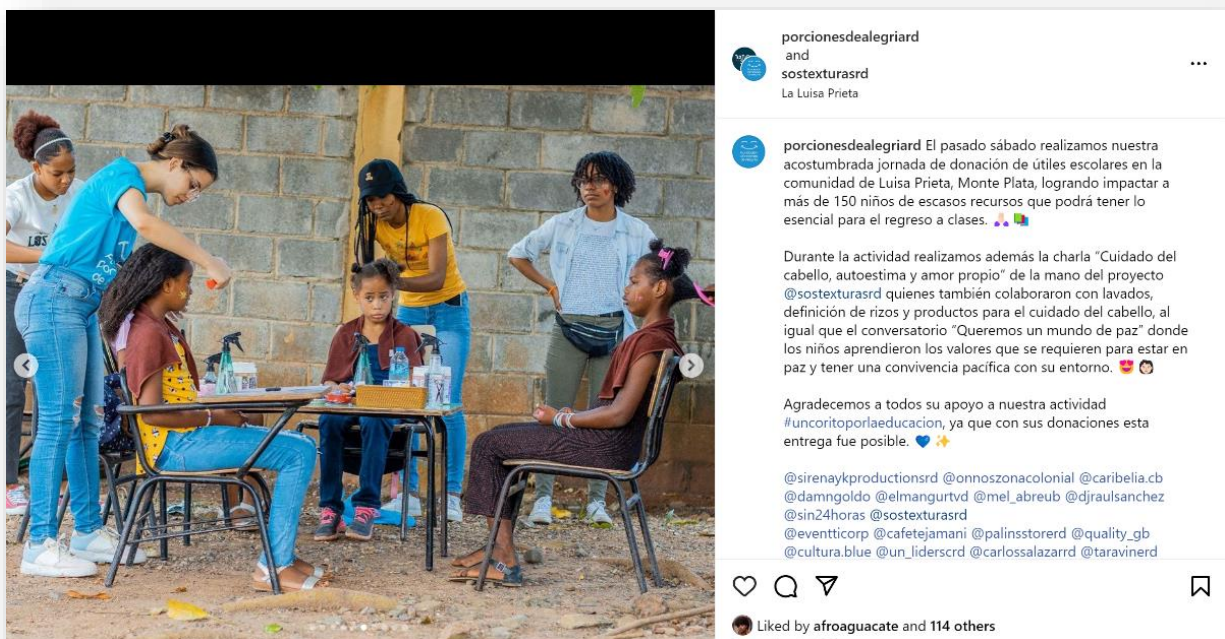 porcionesdealegriard
and
sostexturasrd
La Luisa Prieta
porcionesdealegriard El pasado sábado realizamos nuestra
acostumbrada jornada de donación de útiles escolares en la
comunidad de Luisa Prieta, Monte Plata, logrando impactar a
más de 150 niños de escasos recursos que podrá tener lo
esencial para el regreso a clases. 🙏🏻 📚
Durante la actividad realizamos además la charla “Cuidado del
cabello, autoestima y amor propio” de la mano del proyecto
@sostexturasrd quienes también colaboraron con lavados,
definición de rizos y productos para el cuidado del cabello, al
igual que el conversatorio “Queremos un mundo de paz” donde
los niños aprendieron los valores que se requieren para estar en
paz y tener una convivencia pacífica con su entorno. 😍 🧑🏻
Agradecemos a todos su apoyo a nuestra actividad
#uncoritoporlaeducacion, ya que con sus donaciones esta
entrega fue posible. 💙 ✨
@sirenaykproductionsrd @onnoszonacolonial @caribelia.cb
@damngoldo @elmangurtvd @mel_abreub @djraulsanchez
@sin24horas @sostexturasrd
@eventticorp @cafetejamani @palinsstorerd @quality_gb
@cultura.blue @un_liderscrd @carlossalazarrd @taravinerd
Liked by afroaguacate and 114 others